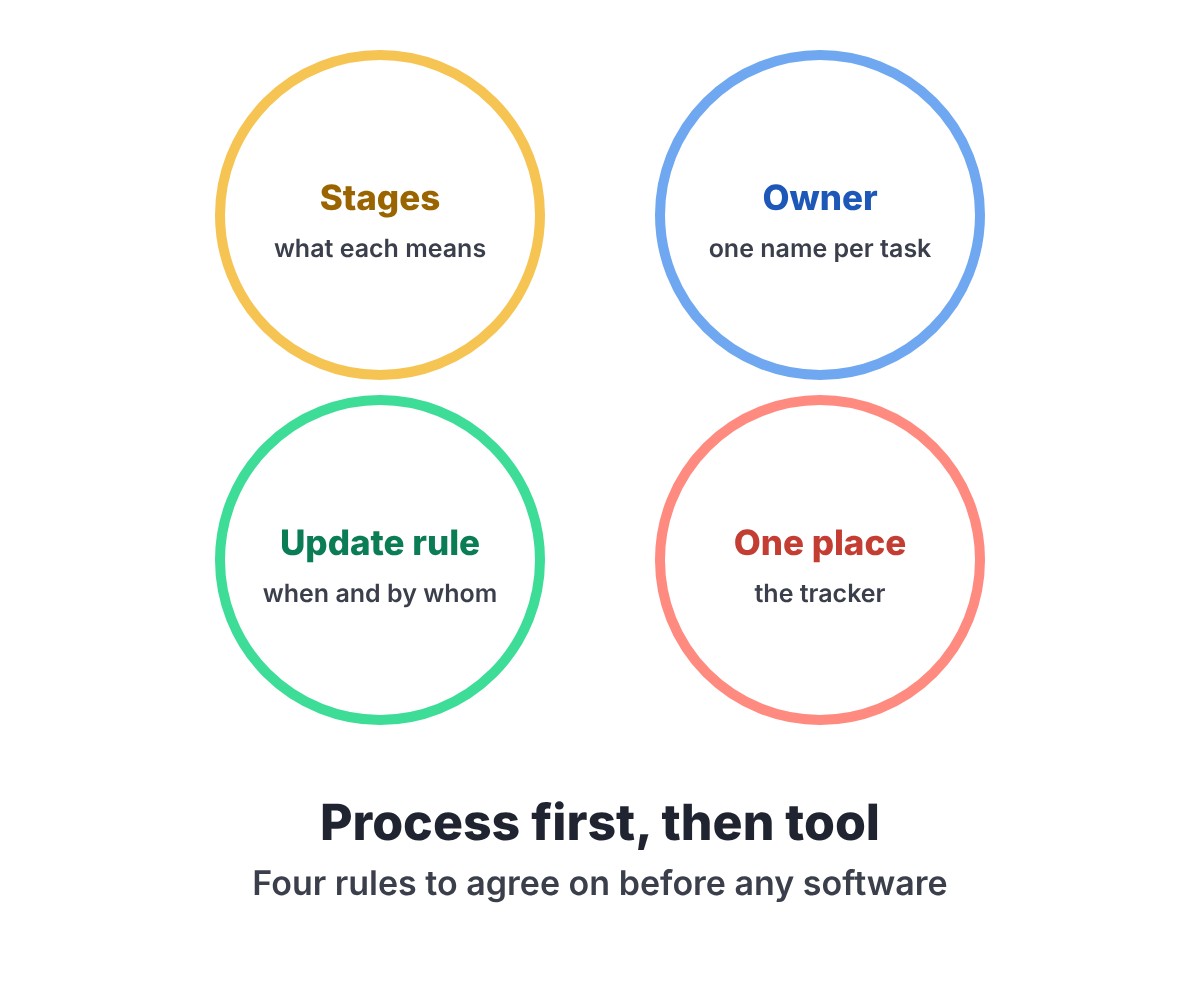 Stages
what each means
Owner
one name per task
Update rule
when and by whom
One place
the tracker
Process first, then tool
Four rules to agree on before any software